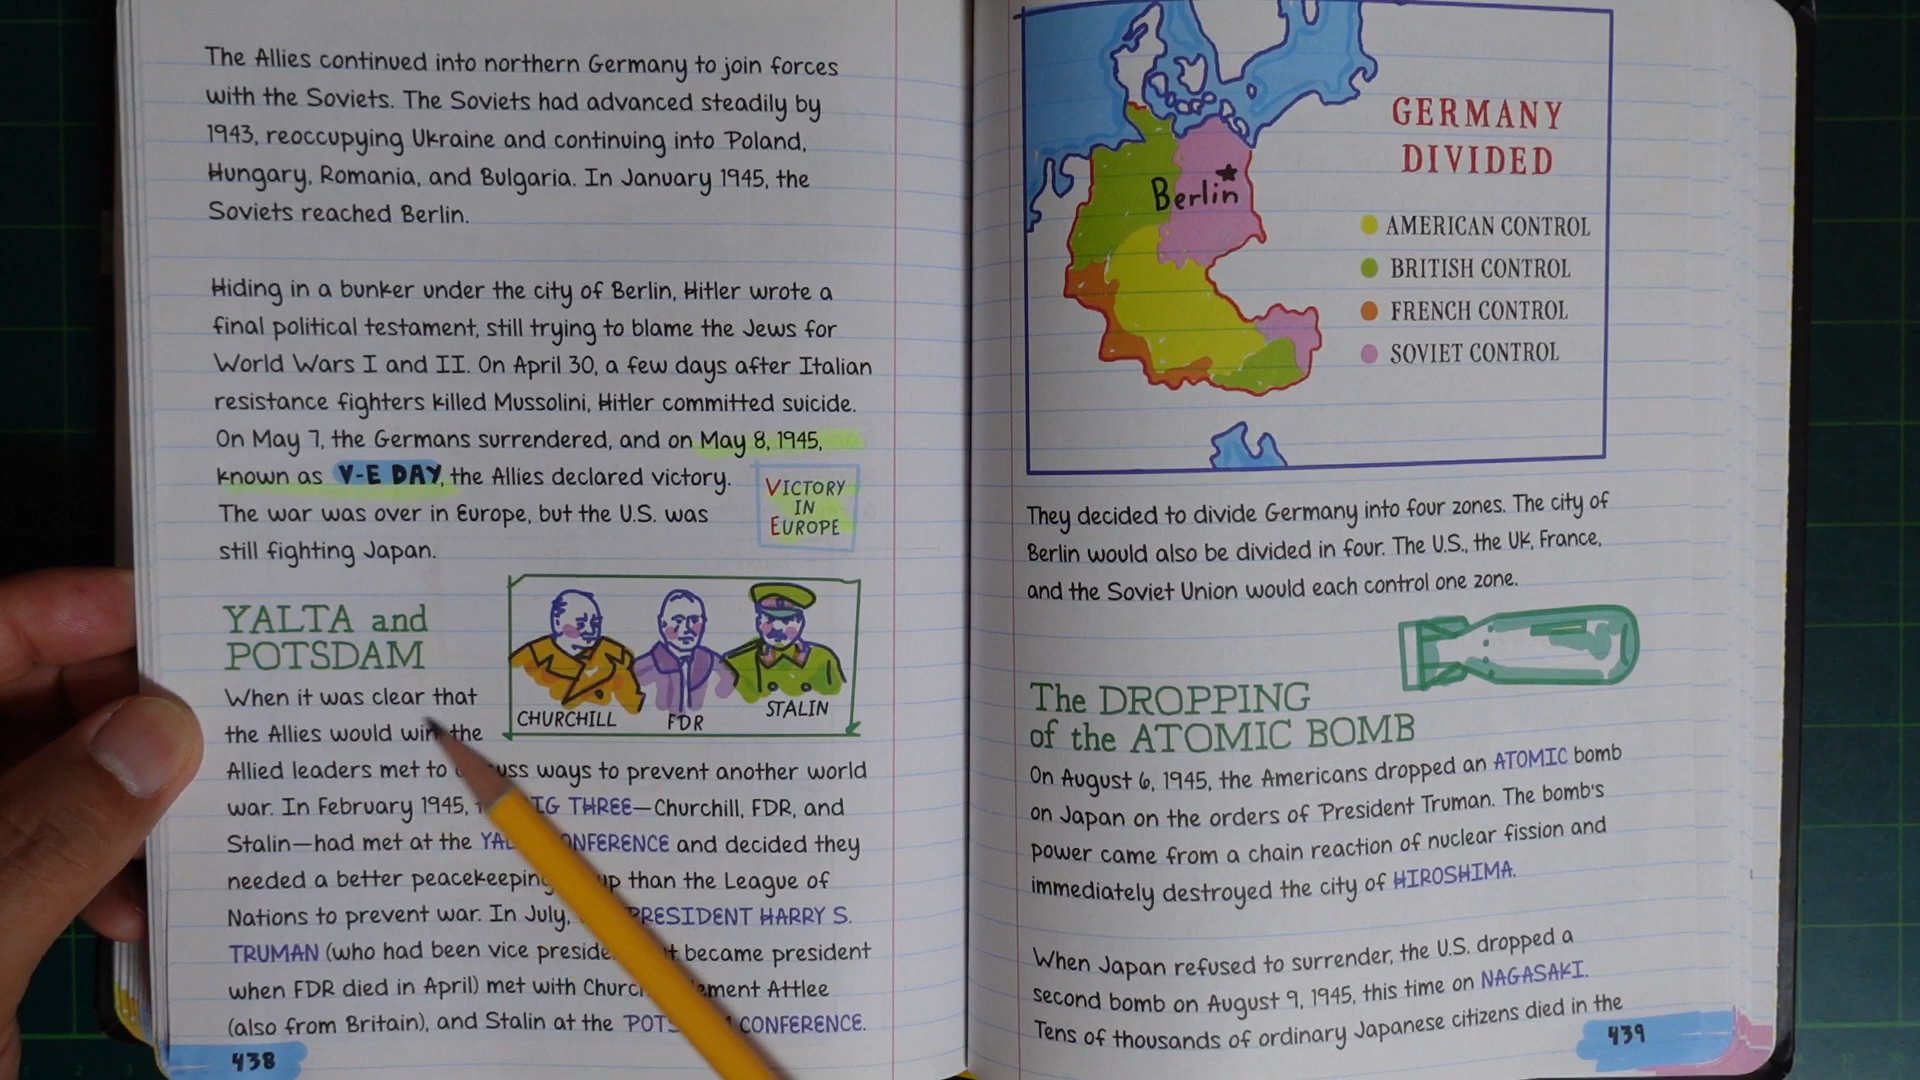 The Allies continued into northern Germany to join forces
with the Soviets. The Soviets had advanced steadily by
1943, reoccupying Ukraine and continuing into Poland,
Hungary, Romania, and Bulgaria. In January 1945, the
Soviets reached Berlin.
Hiding in a bunker under the city of Berlin, Hitler wrote a
final political testament, still trying to blame the Jews for
World Wars I and II. On April 30, a few days after Italian
resistance fighters killed Mussolini, Hitler committed suicide.
On May 7, the Germans surrendered, and on May 8, 1945,
known as V-E DAY, the Allies declared victory.
The war was over in Europe, but the U.S. was
still fighting Japan.
VICTORY
IN
EUROPE
YALTA and
POTSDAM
CHURCHILL
FDR
STALIN
When it was clear that
the Allies would win the
Allied leaders met to ways to prevent another world
war. In February 1945, THREE—Churchill, FDR, and
Stalin—had met at the and decided they
needed a better peacekeeping than the League of
Nations to prevent war. In July, PRESIDENT HARRY S.
TRUMAN (who had been vice became president
when FDR died in April) met with Attlee
(also from Britain), and Stalin at the CONFERENCE.
438
GERMANY
DIVIDED
Berlin
AMERICAN CONTROL
BRITISH CONTROL
FRENCH CONTROL
SOVIET CONTROL
They decided to divide Germany into four zones. The city of
Berlin would also be divided in four. The U.S., the UK, France,
and the Soviet Union would each control one zone.
The DROPPING
of the ATOMIC BOMB
On August 6, 1945, the Americans dropped an ATOMIC bomb
on Japan on the orders of President Truman. The bomb's
power came from a chain reaction of nuclear fission and
immediately destroyed the city of HIROSHIMA.
When Japan refused to surrender, the U.S. dropped a
second bomb on August 9, 1945, this time on NAGASAKI.
Tens of thousands of ordinary Japanese citizens died in the
439